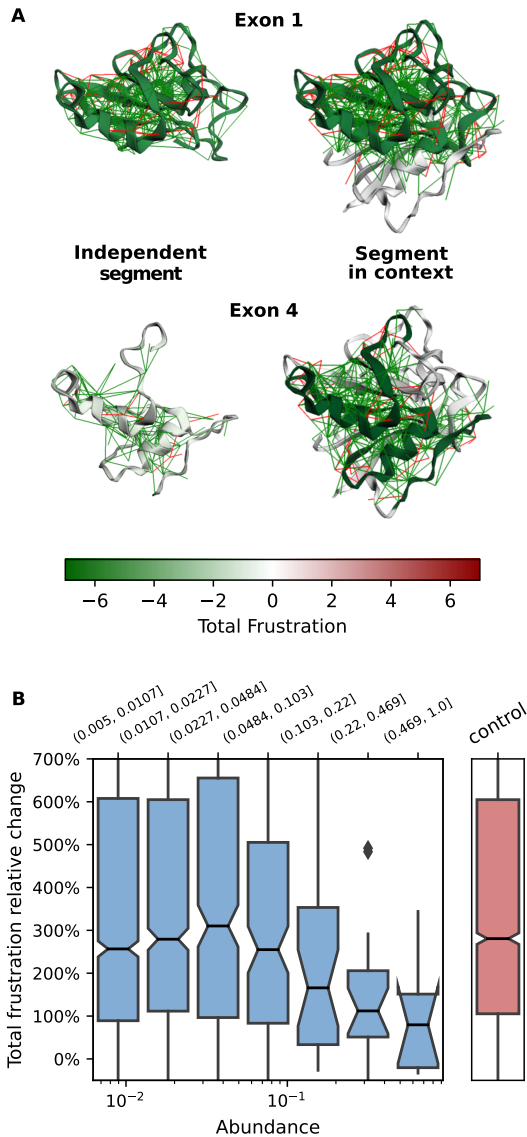 A
Exon 1
Independent
segment
Segment
in context
Exon 4
−6 −4 −2 0 2 4 6
Total Frustration
B
(0.005, 0.0107]
(0.0107, 0.0227]
(0.0227, 0.0484]
(0.0484, 0.103]
(0.103, 0.22]
(0.22, 0.469]
(0.469, 1.0]
control
Total frustration relative change
700%
600%
500%
400%
300%
200%
100%
0%
10⁻² 10⁻¹
Abundance